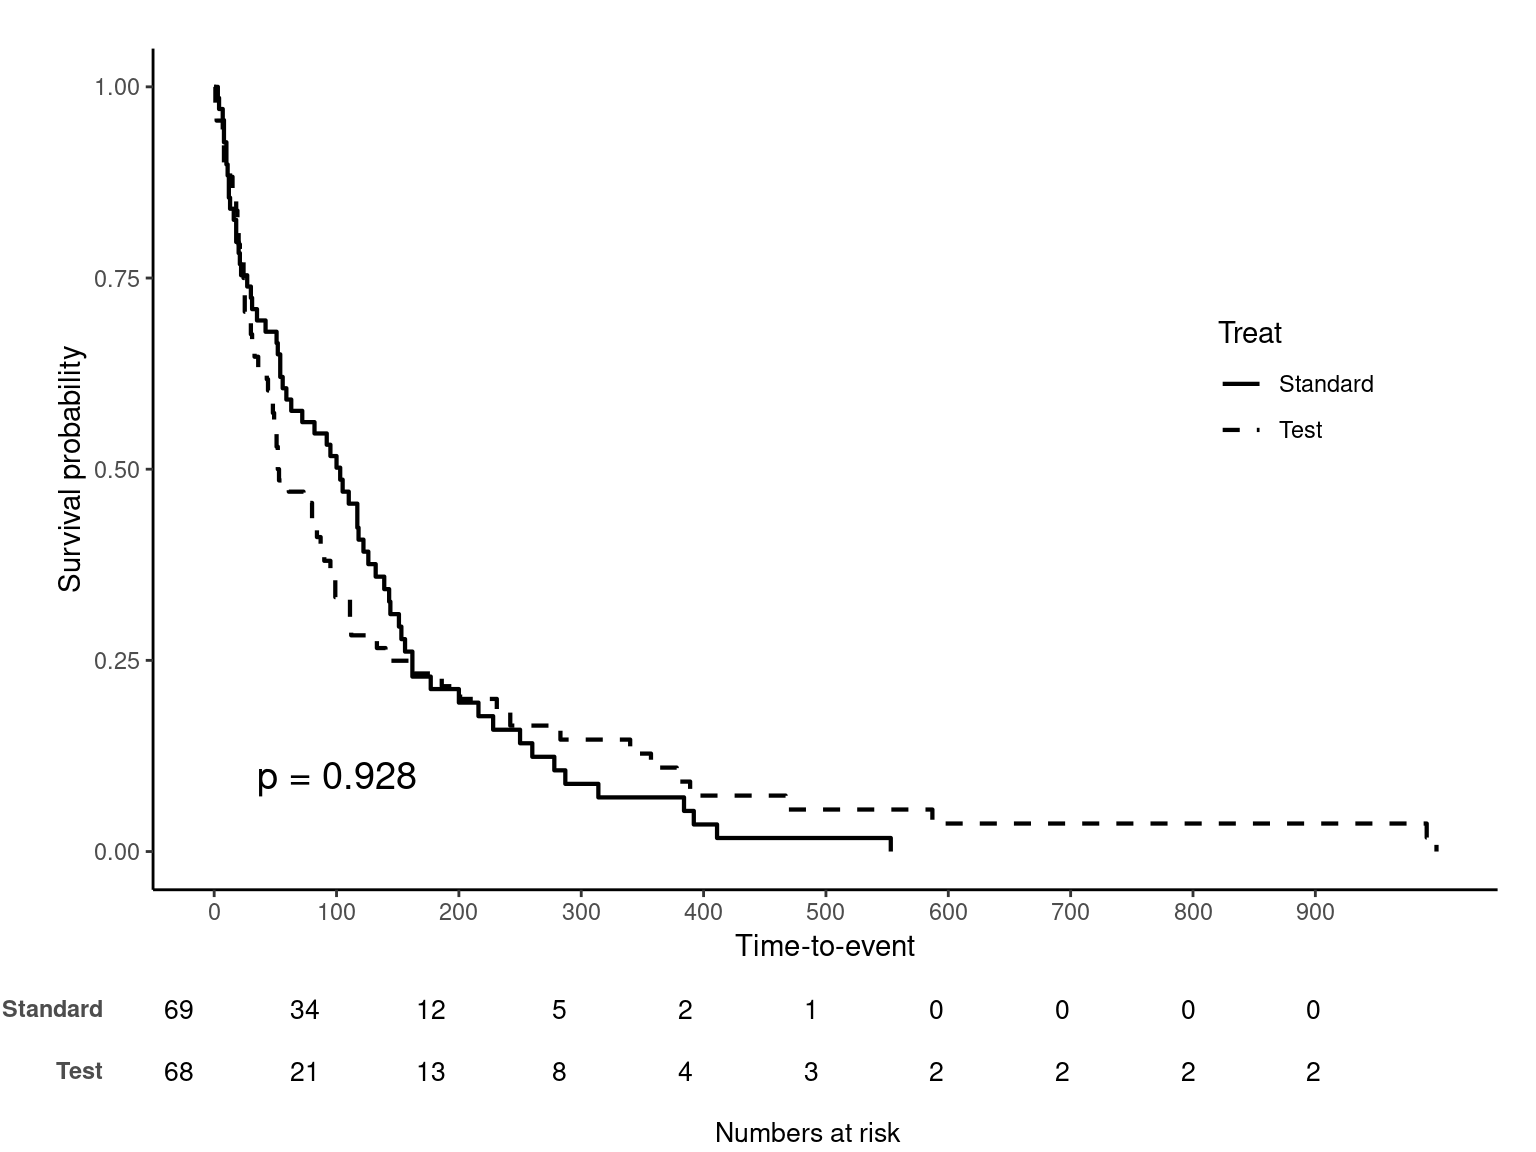 1.00
0.75
0.50
0.25
0.00
Survival probability
Treat
Standard
Test
p = 0.928
0 100 200 300 400 500 600 700 800 900
Time-to-event
Standard 69 34 12 5 2 1 0 0 0 0
Test 68 21 13 8 4 3 2 2 2 2
Numbers at risk